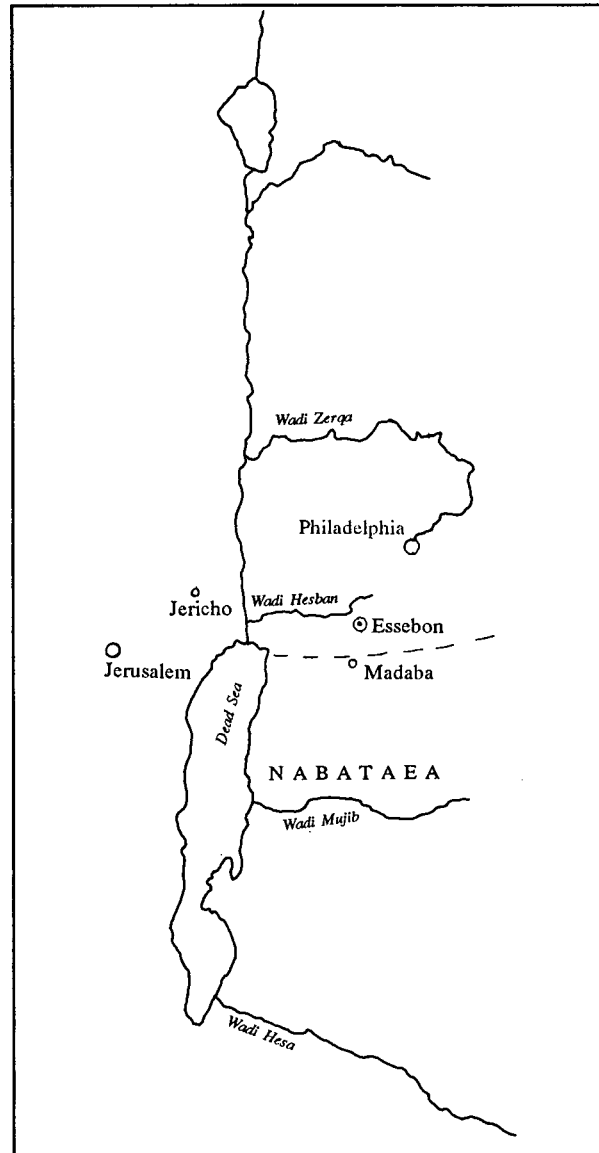 Wadi Zerqa
Philadelphia
Jericho
Wadi Hesban
Essebon
Jerusalem
Madaba
Dead Sea
NABATAEA
Wadi Mujib
Wadi Hesa